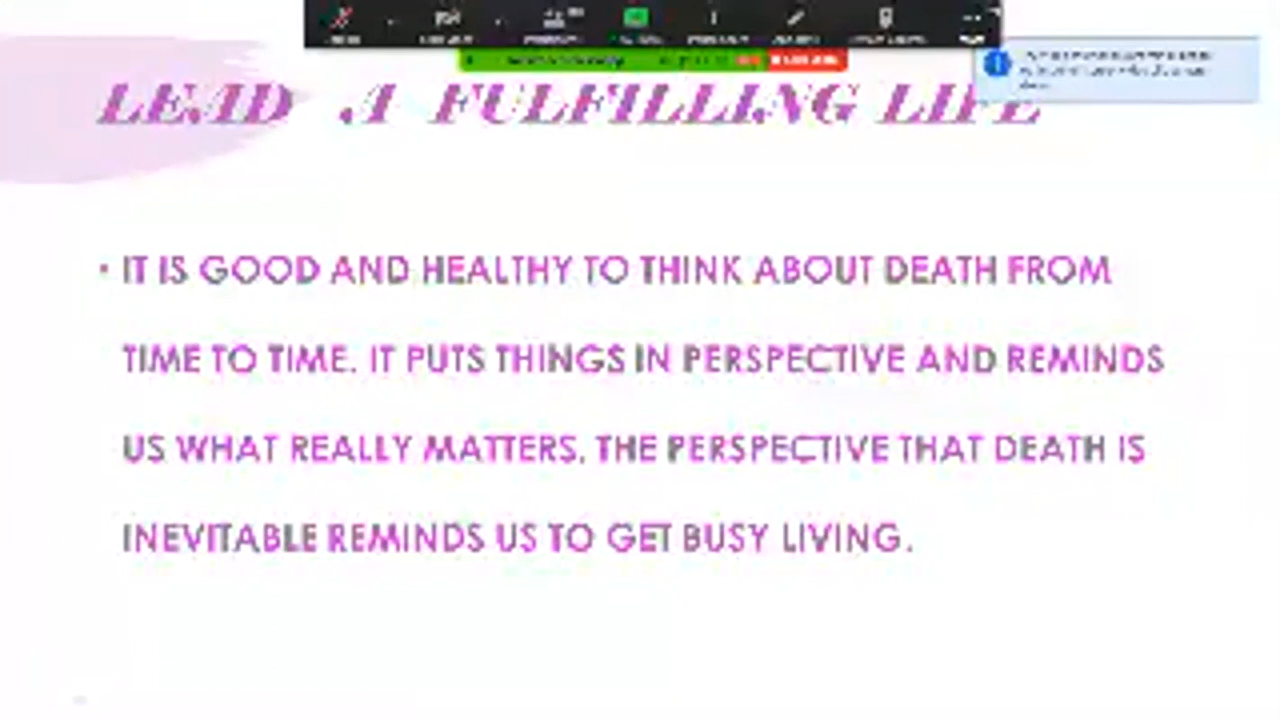 LEAD A FULFILLING LIFE
• IT IS GOOD AND HEALTHY TO THINK ABOUT DEATH FROM
TIME TO TIME. IT PUTS THINGS IN PERSPECTIVE AND REMINDS
US WHAT REALLY MATTERS. THE PERSPECTIVE THAT DEATH IS
INEVITABLE REMINDS US TO GET BUSY LIVING.